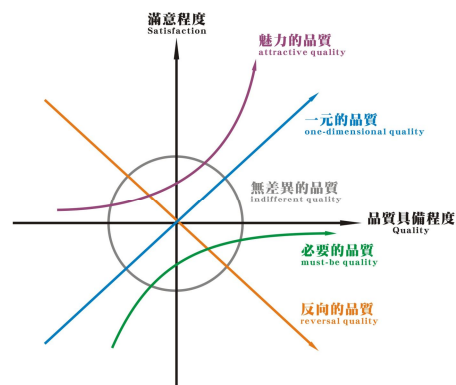 滿意程度
Satisfaction
魅力的品質
attractive quality
一元的品質
one-dimensional quality
無差異的品質
indifferent quality
品質具備程度
Quality
必要的品質
must-be quality
反向的品質
reversal quality